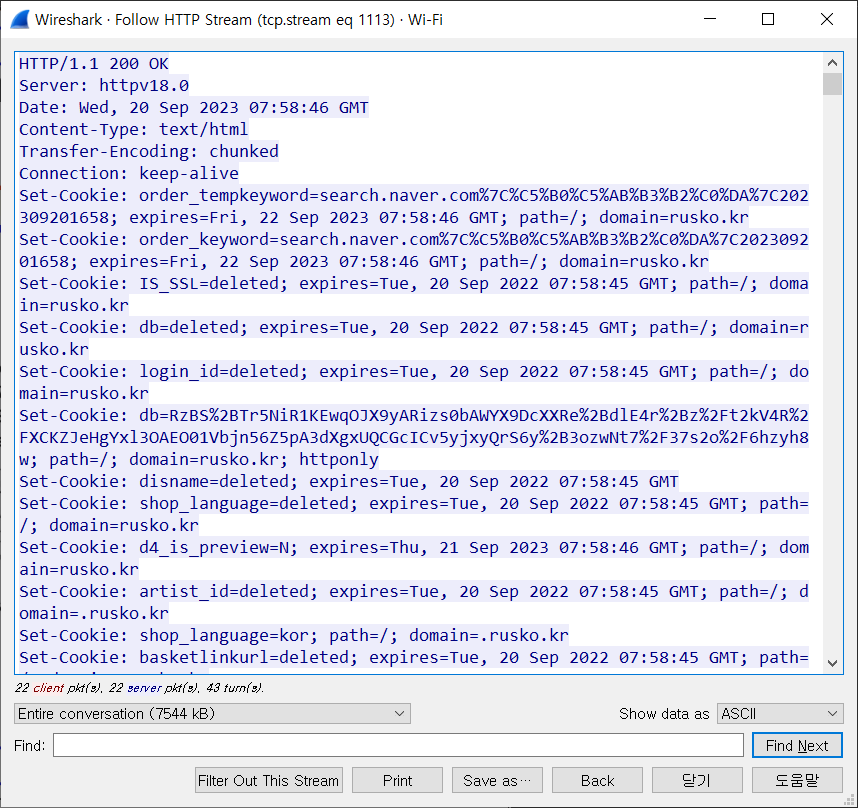 Wireshark · Follow HTTP Stream (tcp.stream eq 1113) · Wi-Fi
HTTP/1.1 200 OK
Server: httpv18.0
Date: Wed, 20 Sep 2023 07:58:46 GMT
Content-Type: text/html
Transfer-Encoding: chunked
Connection: keep-alive
Set-Cookie: order_tempkeyword=search.naver.com%7C%C5%B0%C5%AB%B3%B2%C0%DA%7C202
309201658; expires=Fri, 22 Sep 2023 07:58:46 GMT; path=/; domain=rusko.kr
Set-Cookie: order_keyword=search.naver.com%7C%C5%B0%C5%AB%B3%B2%C0%DA%7C2023092
01658; expires=Fri, 22 Sep 2023 07:58:46 GMT; path=/; domain=rusko.kr
Set-Cookie: IS_SSL=deleted; expires=Tue, 20 Sep 2022 07:58:45 GMT; path=/; doma
in=rusko.kr
Set-Cookie: db=deleted; expires=Tue, 20 Sep 2022 07:58:45 GMT; path=/; domain=r
usko.kr
Set-Cookie: login_id=deleted; expires=Tue, 20 Sep 2022 07:58:45 GMT; path=/; do
main=rusko.kr
Set-Cookie: db=RzBS%2BTr5NiR1KEwqOJX9yARizs0bAWYX9DcXXRe%2BdlE4r%2Bz%2Ft2kV4R%2
FXCKZJeHgYxl3OAEO01Vbjn56Z5pA3dXgxUQCGcICv5yjxyQrS6y%2B3ozwNt7%2F37s2o%2F6hzyh8
w; path=/; domain=rusko.kr; httponly
Set-Cookie: disname=deleted; expires=Tue, 20 Sep 2022 07:58:45 GMT
Set-Cookie: shop_language=deleted; expires=Tue, 20 Sep 2022 07:58:45 GMT; path=
/; domain=rusko.kr
Set-Cookie: d4_is_preview=N; expires=Thu, 21 Sep 2023 07:58:46 GMT; path=/; dom
ain=rusko.kr
Set-Cookie: artist_id=deleted; expires=Tue, 20 Sep 2022 07:58:45 GMT; path=/; d
omain=.rusko.kr
Set-Cookie: shop_language=kor; path=/; domain=.rusko.kr
Set-Cookie: basketlinkurl=deleted; expires=Tue, 20 Sep 2022 07:58:45 GMT; path=
22 client pkt(s), 22 server pkt(s), 43 turn(s).
Entire conversation (7544 kB) Show data as ASCII
Find: Find Next
Filter Out This Stream Print Save as… Back 닫기 도움말